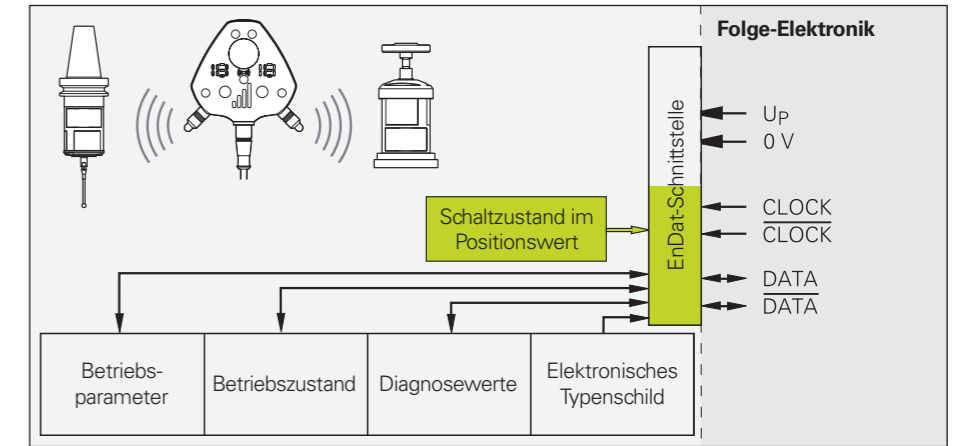 Folge-Elektronik
EnDat-Schnittstelle
UP
0 V
CLOCK
CLOCK
DATA
DATA
Schaltzustand im
Positionswert
Betriebs-
parameter
Betriebszustand
Diagnosewerte
Elektronisches
Typenschild